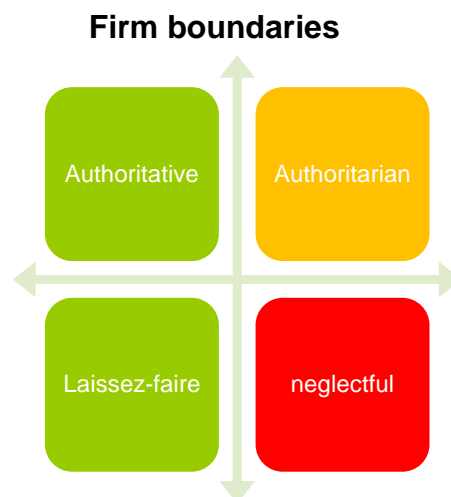 Firm boundaries
Authoritative
Authoritarian
Laissez-faire
neglectful